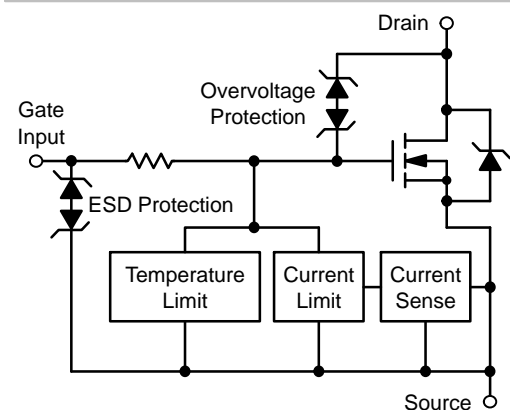 Drain
Overvoltage
Protection
Gate
Input
ESD Protection
Temperature
Limit
Current
Limit
Current
Sense
Source